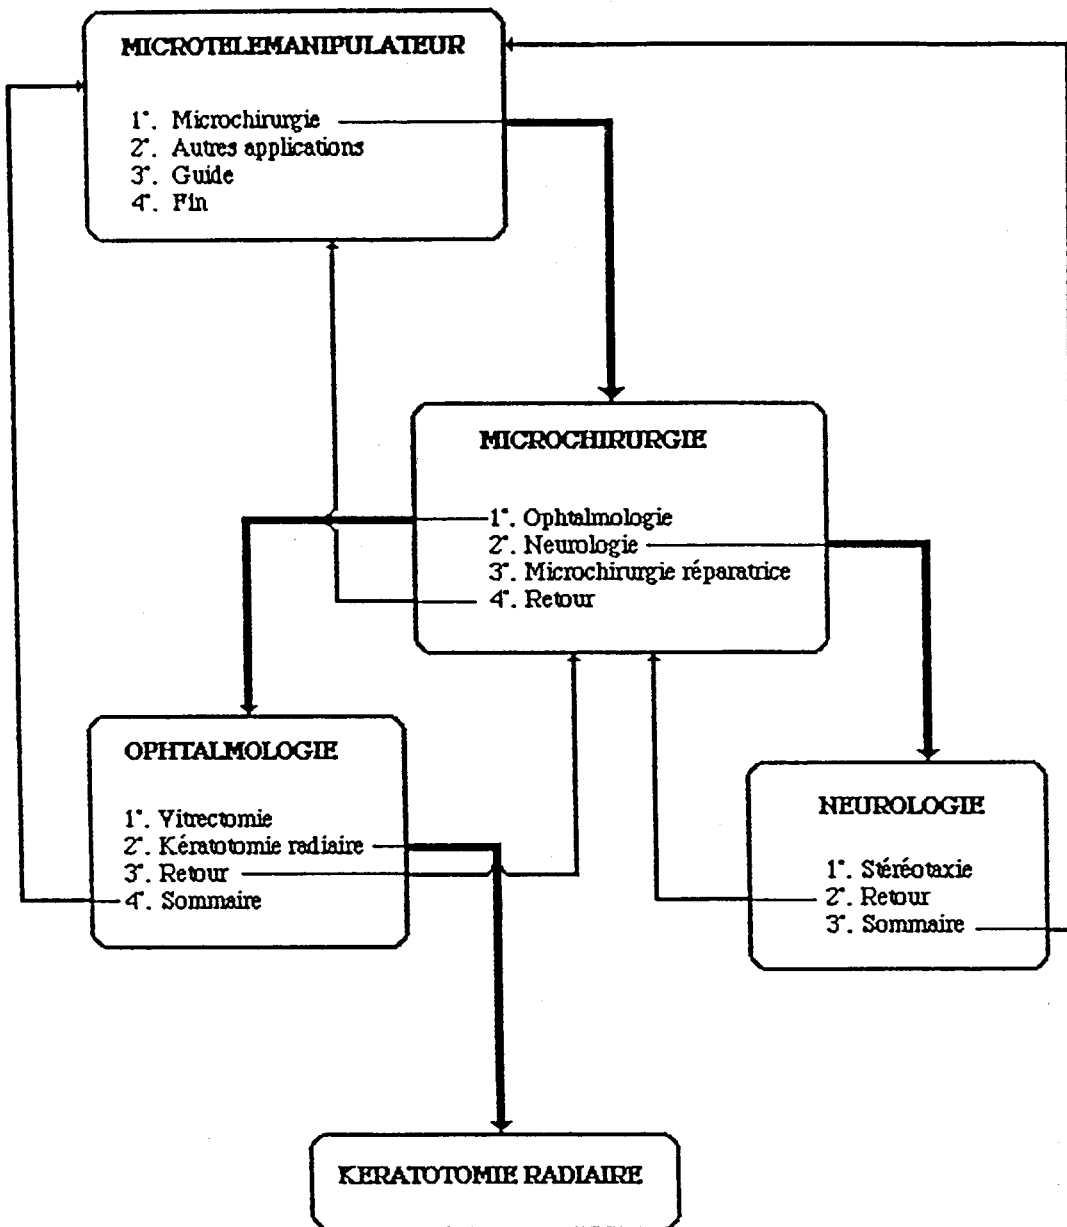 MICROTELEMANIPULATEUR
1°. Microchirurgie
2°. Autres applications
3°. Guide
4°. Fin
MICROCHIRURGIE
1°. Ophtalmologie
2°. Neurologie
3°. Microchirurgie réparatrice
4°. Retour
OPHTALMOLOGIE
1°. Vitrectomie
2°. Kératotomie radiaire
3°. Retour
4°. Sommaire
NEUROLOGIE
1°. Stéréotaxie
2°. Retour
3°. Sommaire
KERATOTOMIE RADIAIRE